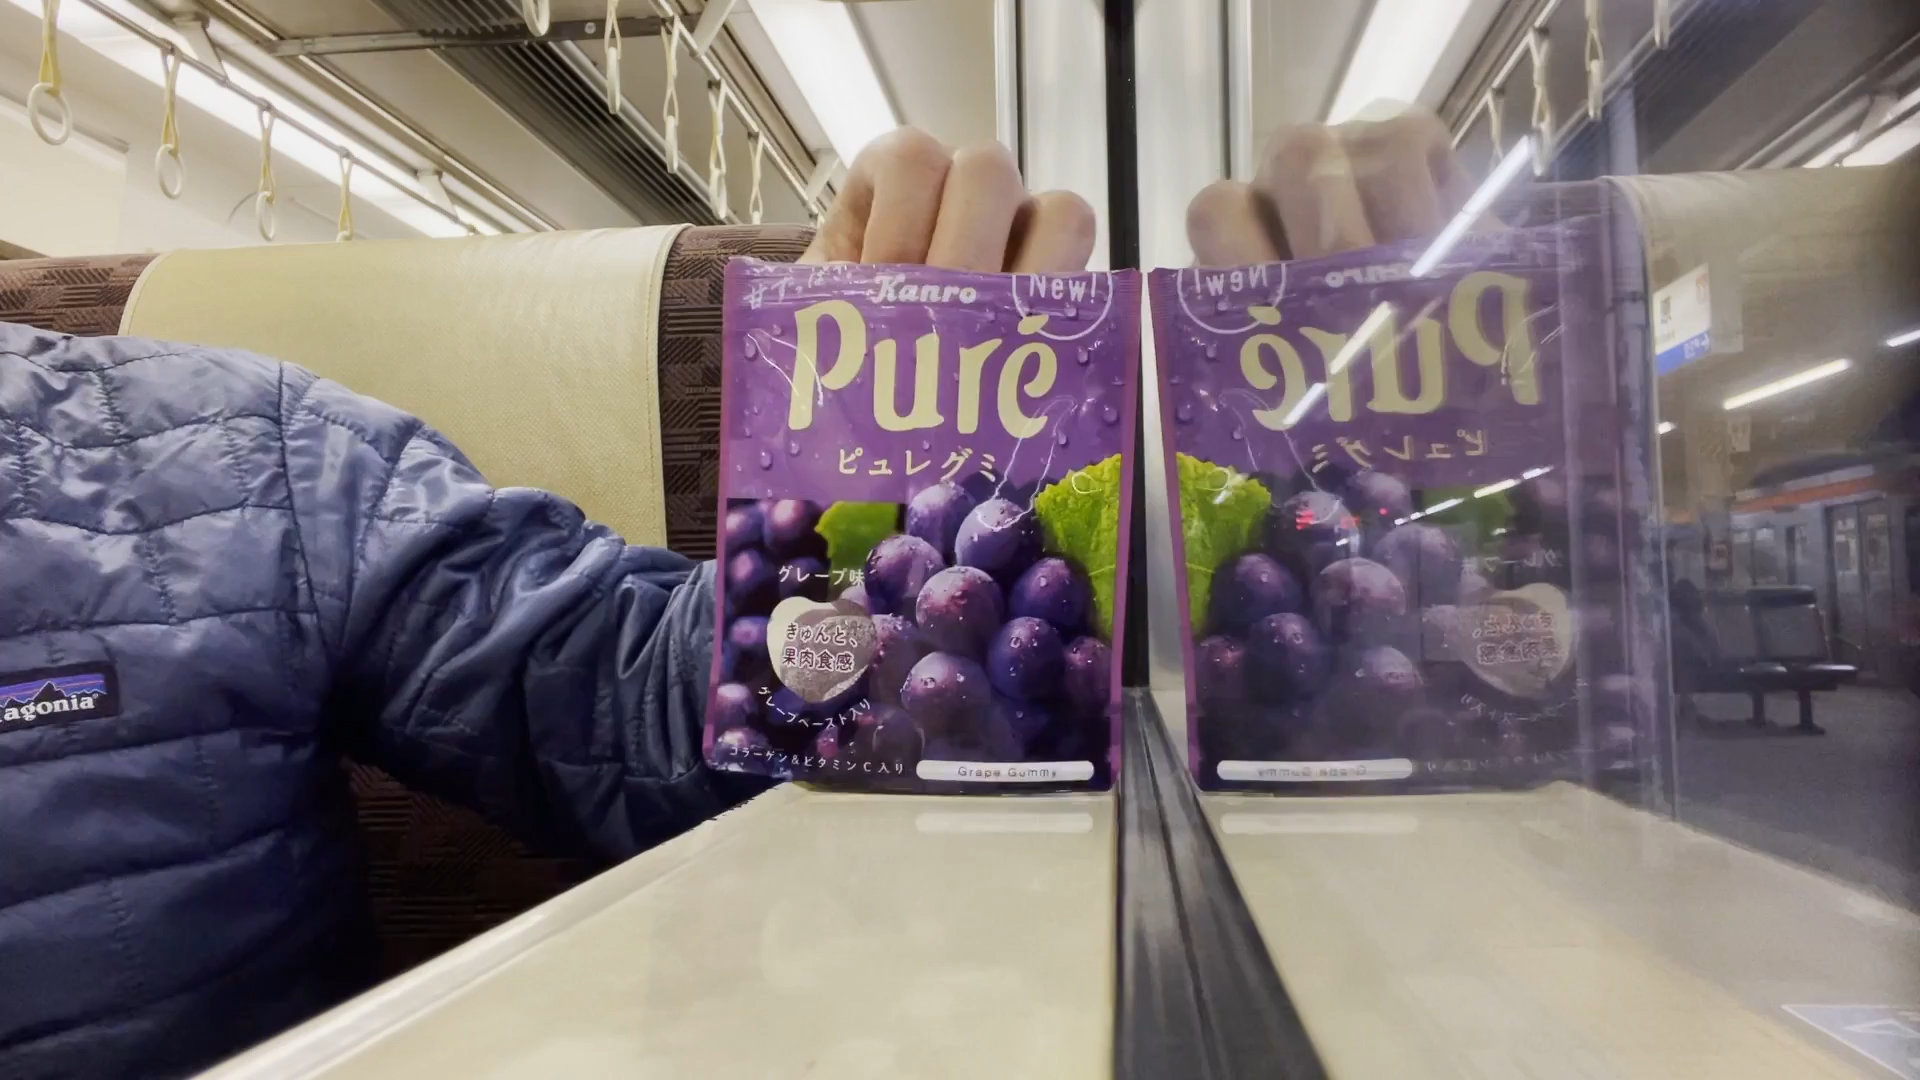 甘ずっぱい
Kanro
New!
Puré
ピュレグミ
グレープ味
きゅんと、
果肉食感
グレープペースト入り
コラーゲン&ビタミンC入り
Grape Gummy
agonia